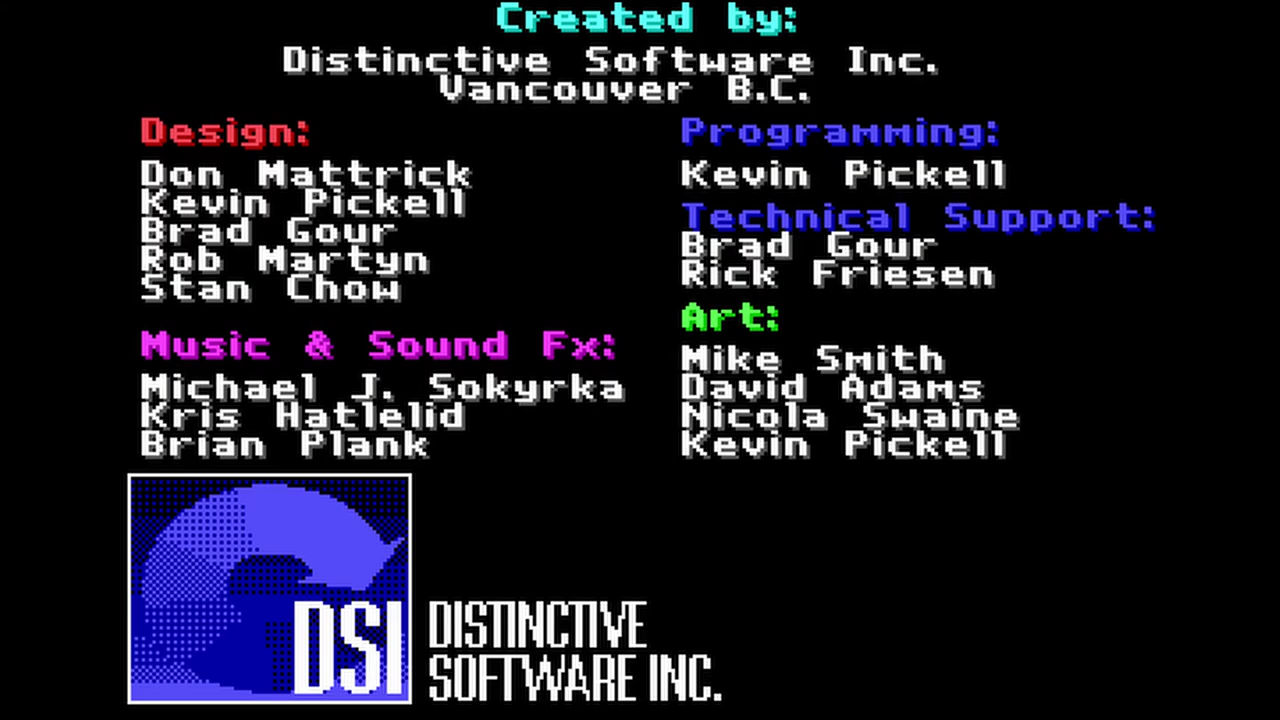 Created by:
Distinctive Software Inc.
Vancouver B.C.
Design:
Don Mattrick
Kevin Pickell
Brad Gour
Rob Martyn
Stan Chow
Music & Sound Fx:
Michael J. Sokyrka
Kris Hatlelid
Brian Plank
Programming:
Kevin Pickell
Technical Support:
Brad Gour
Rick Friesen
Art:
Mike Smith
David Adams
Nicola Swaine
Kevin Pickell
DSI
DISTINCTIVE
SOFTWARE INC.